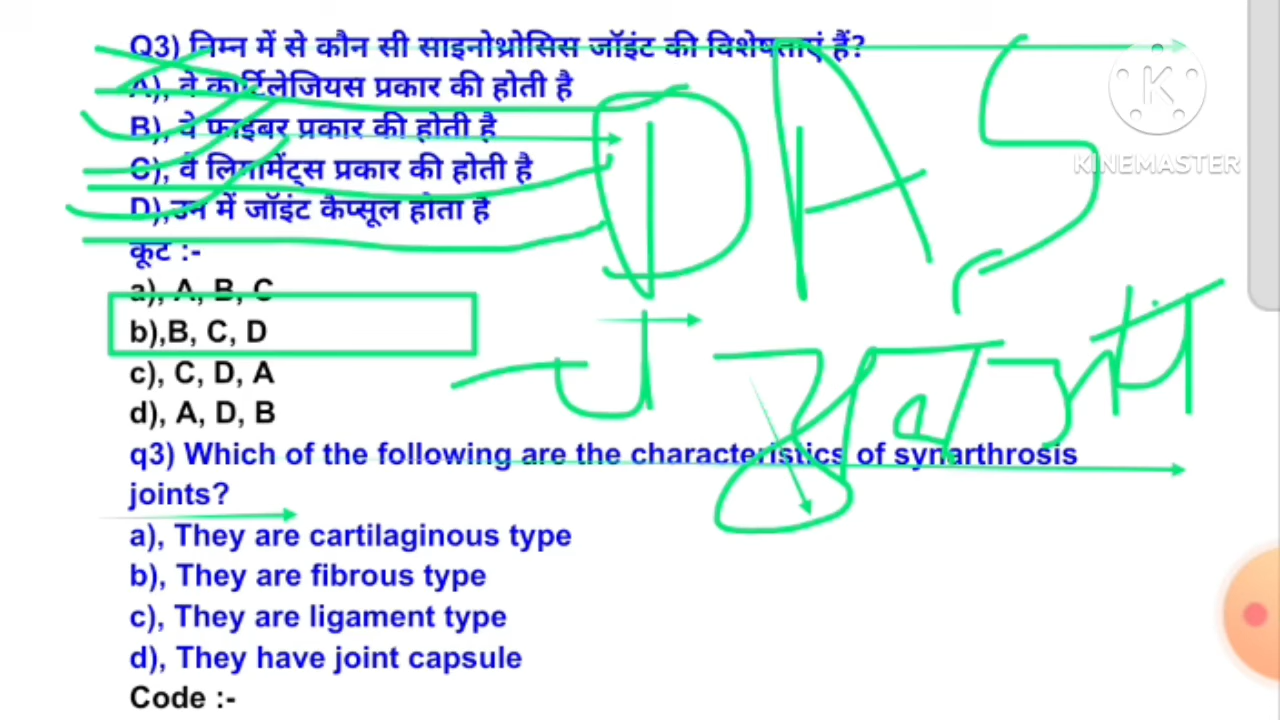 Q3) निम्न में से कौन सी साइनोथ्रोसिस जॉइंट की विशेषताएं हैं?
A), वे कार्टिलेजियस प्रकार की होती है
B), वे फाइबर प्रकार की होती है
C), वे लिगामेंट्स प्रकार की होती है
D),उन में जॉइंट कैप्सूल होता है
कूट :-
a), A, B, C
b),B, C, D
c), C, D, A
d), A, D, B
q3) Which of the following are the characteristics of synarthrosis
joints?
a), They are cartilaginous type
b), They are fibrous type
c), They are ligament type
d), They have joint capsule
Code :-
DAS
K
KINEMASTER